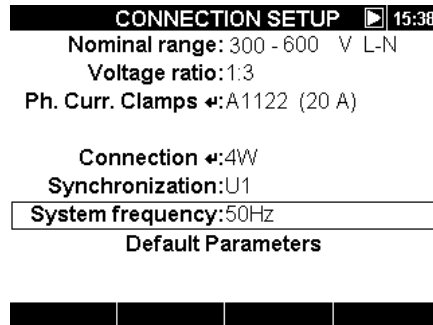 CONNECTION SETUP 15:38
Nominal range: 300 - 600 V L-N
Voltage ratio:1:3
Ph. Curr. Clamps ↵:A1122 (20 A)
Connection ↵:4W
Synchronization:U1
System frequency:50Hz
Default Parameters